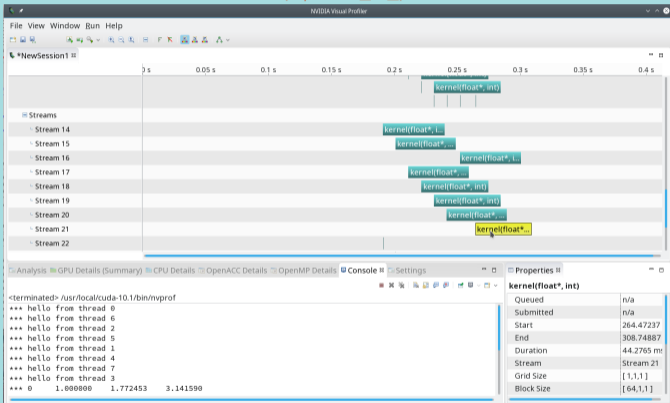 NVIDIA Visual Profiler
File View Window Run Help
*NewSession1
0 s 0.05 s 0.1 s 0.15 s 0.2 s 0.25 s 0.3 s 0.35 s 0.4 s
kernel(float*, int)
Streams
Stream 14 kernel(float*, i...
Stream 15 kernel(float*, ...
Stream 16 kernel(float*, i...
Stream 17 kernel(float*, ...
Stream 18 kernel(float*, int)
Stream 19 kernel(float*, int)
Stream 20 kernel(float*, ...
Stream 21 kernel(float*...
Stream 22
Analysis GPU Details (Summary) CPU Details OpenACC Details OpenMP Details Console Settings
<terminated> /usr/local/cuda-10.1/bin/nvprof
*** hello from thread 0
*** hello from thread 6
*** hello from thread 2
*** hello from thread 5
*** hello from thread 1
*** hello from thread 4
*** hello from thread 7
*** hello from thread 3
*** 0 1.000000 1.772453 3.141590
Properties
kernel(float*, int)
Queued n/a
Submitted n/a
Start 264.47237
End 308.74887
Duration 44.2765 ms
Stream Stream 21
Grid Size [ 1,1,1 ]
Block Size [ 64,1,1 ]